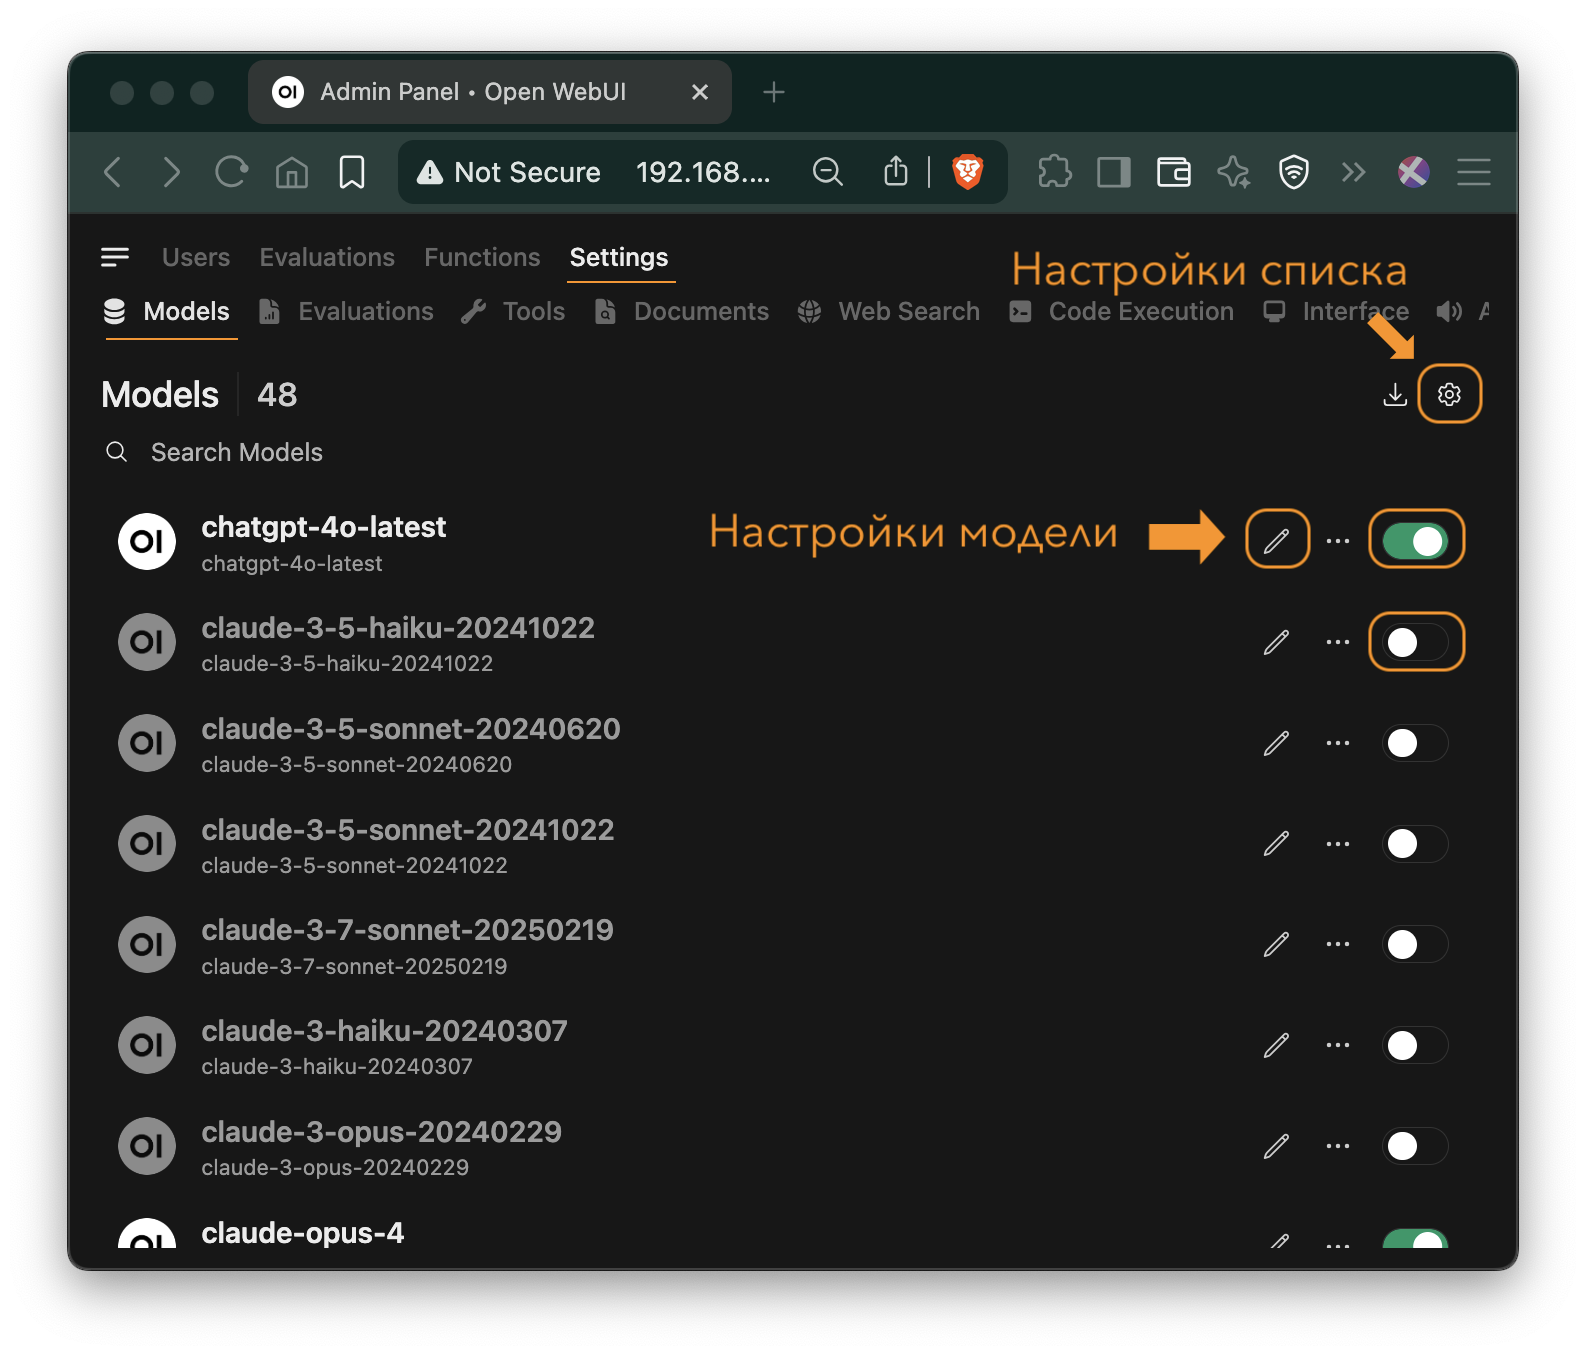 OI Admin Panel • Open WebUI
Not Secure 192.168....
Users Evaluations Functions Settings
Настройки списка
Models Evaluations Tools Documents Web Search Code Execution Interface
Models 48
Search Models
OI chatgpt-4o-latest
chatgpt-4o-latest
Настройки модели
OI claude-3-5-haiku-20241022
claude-3-5-haiku-20241022
OI claude-3-5-sonnet-20240620
claude-3-5-sonnet-20240620
OI claude-3-5-sonnet-20241022
claude-3-5-sonnet-20241022
OI claude-3-7-sonnet-20250219
claude-3-7-sonnet-20250219
OI claude-3-haiku-20240307
claude-3-haiku-20240307
OI claude-3-opus-20240229
claude-3-opus-20240229
OI claude-opus-4